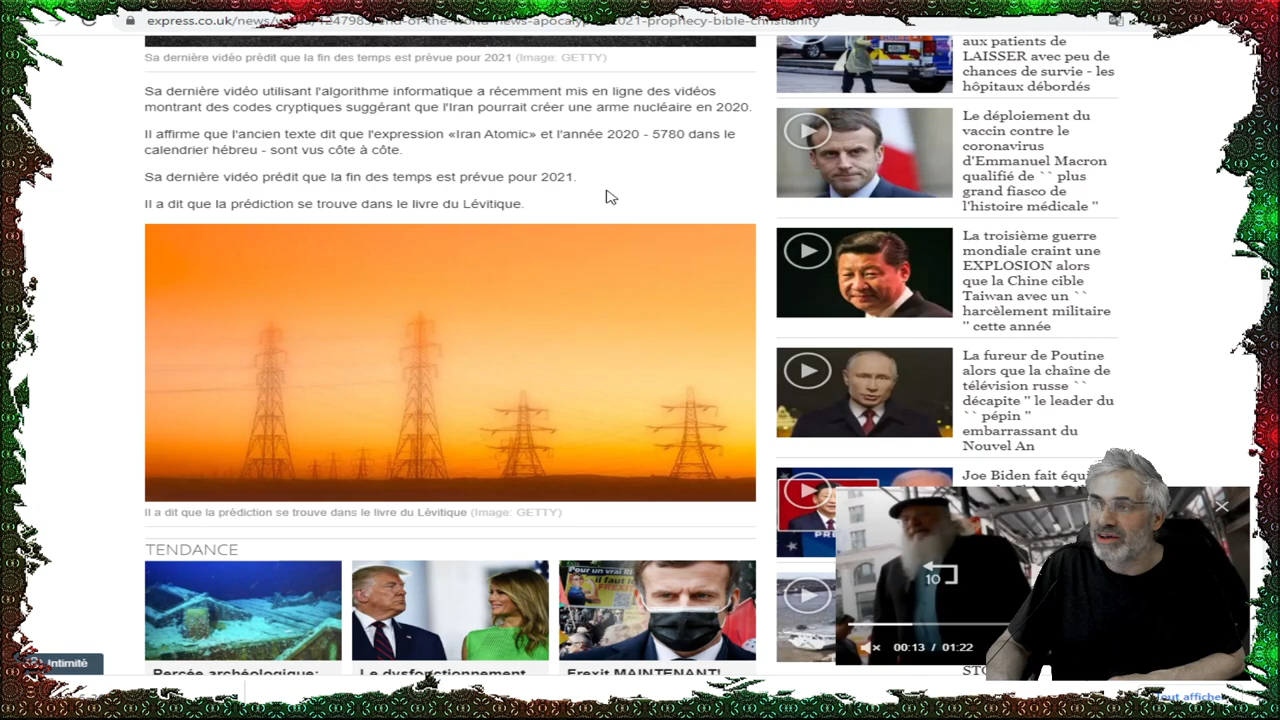 express.co.uk/news/
2021-prophecy-bible-christianity
Sa dernière vidéo prédit que la fin des temps est prévue pour 2021 (Image: GETTY)
Sa dernière vidéo utilisant l'algorithme informatique a récemment mis en ligne des vidéos
montrant des codes cryptiques suggérant que l'Iran pourrait créer une arme nucléaire en 2020.
Il affirme que l'ancien texte dit que l'expression «Iran Atomic» et l'année 2020 - 5780 dans le
calendrier hébreu - sont vus côte à côte.
Sa dernière vidéo prédit que la fin des temps est prévue pour 2021.
Il a dit que la prédiction se trouve dans le livre du Lévitique.
Il a dit que la prédiction se trouve dans le livre du Lévitique (Image: GETTY)
TENDANCE
Percée archéologique:
Le dysfonctionnement
Frexit MAINTENANT!
Intimité
aux patients de
LAISSER avec peu de
chances de survie - les
hôpitaux débordés
Le déploiement du
vaccin contre le
coronavirus
d'Emmanuel Macron
qualifié de `` plus
grand fiasco de
l'histoire médicale ''
La troisième guerre
mondiale craint une
EXPLOSION alors
que la Chine cible
Taiwan avec un ``
harcèlement militaire
'' cette année
La fureur de Poutine
alors que la chaîne de
télévision russe ``
décapite '' le leader du
`` pépin ''
embarrassant du
Nouvel An
Joe Biden fait
10
00:13 / 01:22
Tout afficher